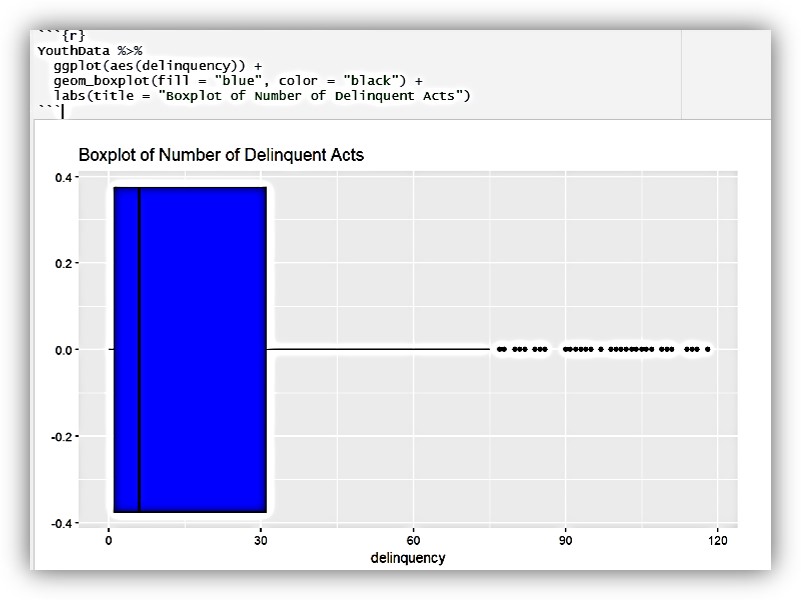 ```{r}
YouthData %>%
ggplot(aes(delinquency)) +
geom_boxplot(fill = "blue", color = "black") +
labs(title = "Boxplot of Number of Delinquent Acts")
```
Boxplot of Number of Delinquent Acts
0.4
0.2
0.0
-0.2
-0.4
0 30 60 90 120
delinquency